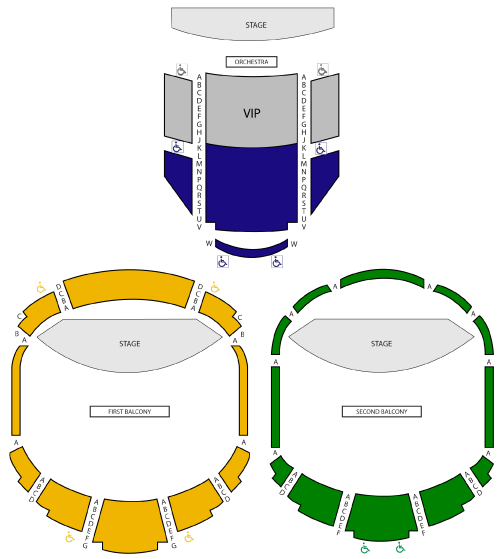 STAGE
ORCHESTRA
A A
B B
C C
D D
E E
F VIP F
G G
H H
J J
K K
L L
M M
N N
P P
Q Q
R R
S S
T T
U U
V V
W W
D D
C C
B B
A A
C C
B B
A A
STAGE
FIRST BALCONY
A A
A A
B B
C C
D D
A A
B B
C C
D D
E E
F F
G G
A A
A A
A A
STAGE
SECOND BALCONY
A A
A A
B B
C C
D D
A A
B B
C C
D D
E E
F F